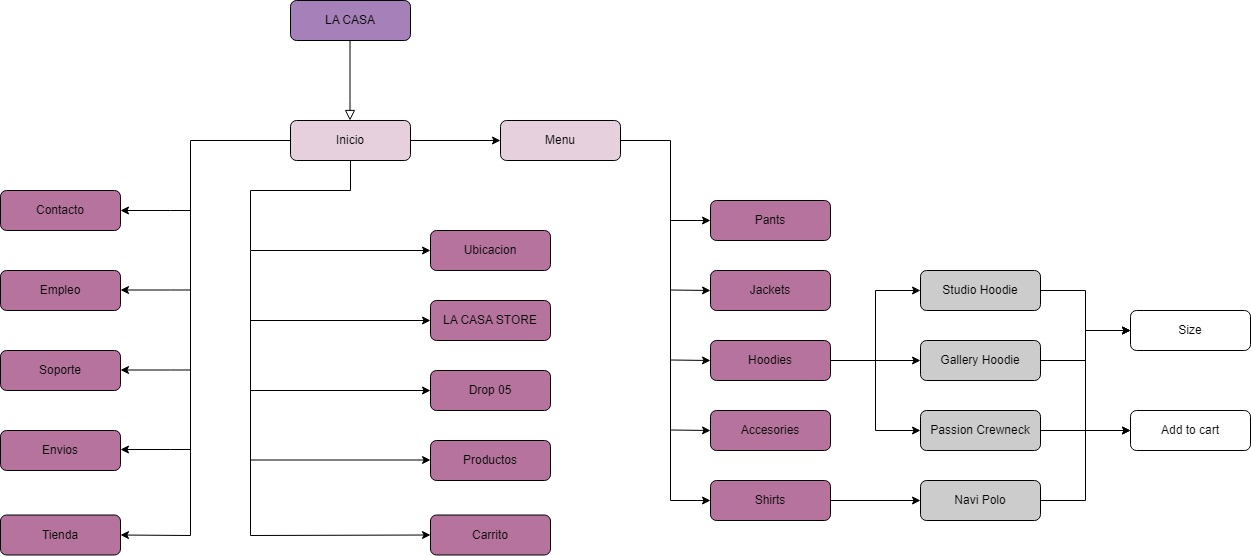 LA CASA
Inicio
Menu
Contacto
Empleo
Soporte
Envios
Tienda
Ubicacion
LA CASA STORE
Drop 05
Productos
Carrito
Pants
Jackets
Hoodies
Accesories
Shirts
Studio Hoodie
Gallery Hoodie
Passion Crewneck
Navi Polo
Size
Add to cart